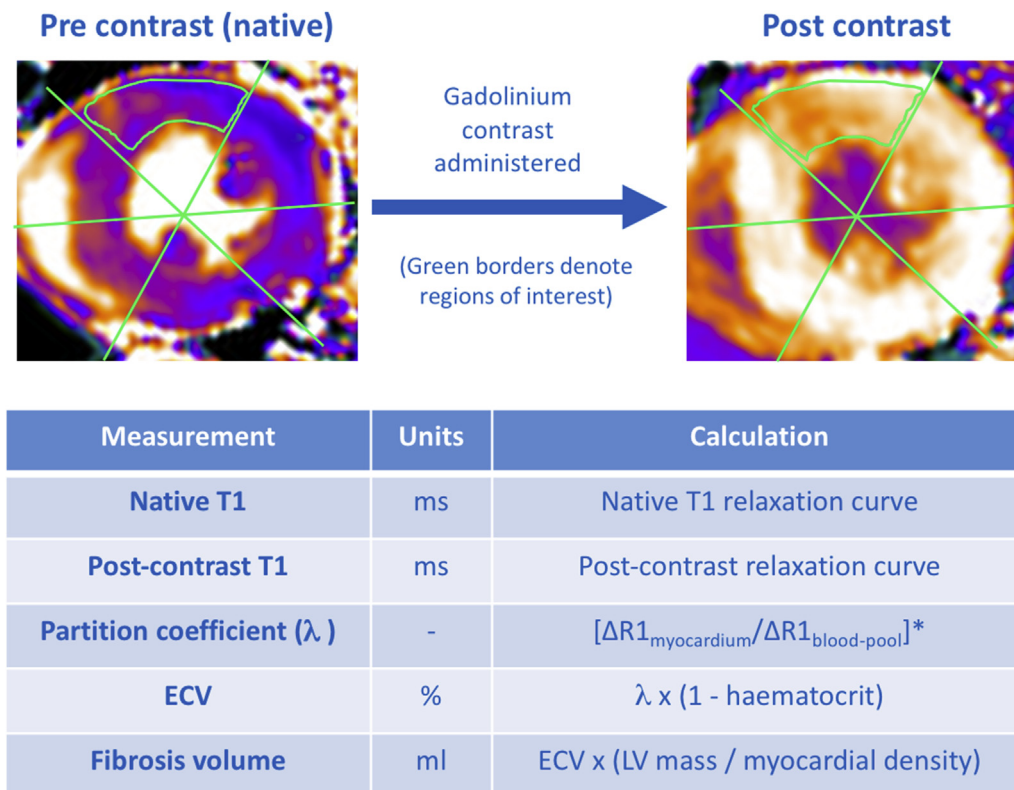 Pre contrast (native)
Post contrast
Gadolinium
contrast
administered
(Green borders denote
regions of interest)
Measurement Units Calculation
Native T1 ms Native T1 relaxation curve
Post-contrast T1 ms Post-contrast relaxation curve
Partition coefficient (λ ) - [ΔR1myocardium/ΔR1blood-pool]*
ECV % λ x (1 - haematocrit)
Fibrosis volume ml ECV x (LV mass / myocardial density)